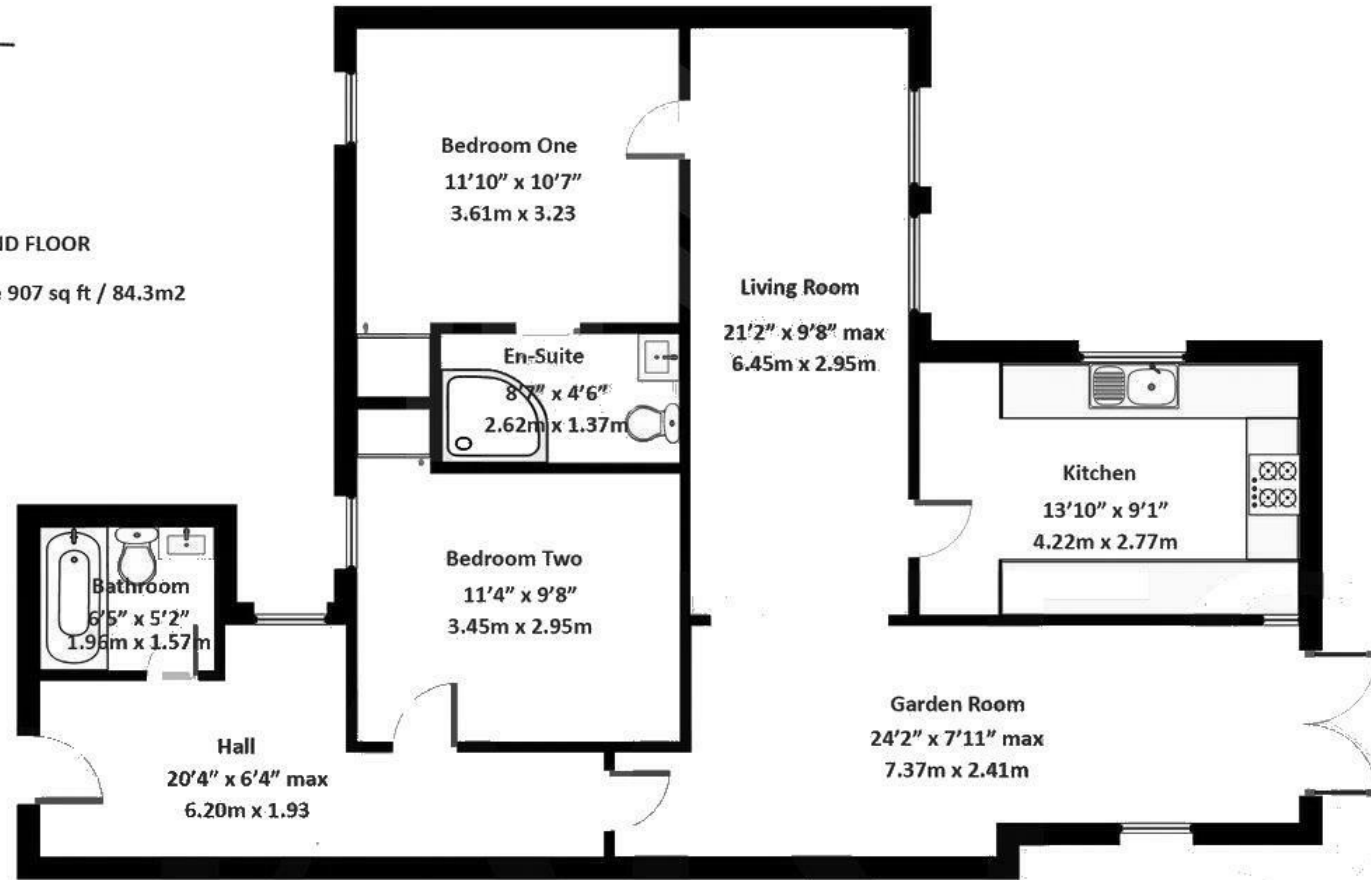 FLOOR
907 sq ft / 84.3m2
Bedroom One
11’10” x 10’7”
3.61m x 3.23
Living Room
21’2” x 9’8” max
6.45m x 2.95m
En-Suite
8’7” x 4’6”
2.62m x 1.37m
Kitchen
13’10” x 9’1”
4.22m x 2.77m
Bedroom Two
11’4” x 9’8”
3.45m x 2.95m
Bathroom
6’5” x 5’2”
1.96m x 1.57m
Hall
20’4” x 6’4” max
6.20m x 1.93
Garden Room
24’2” x 7’11” max
7.37m x 2.41m